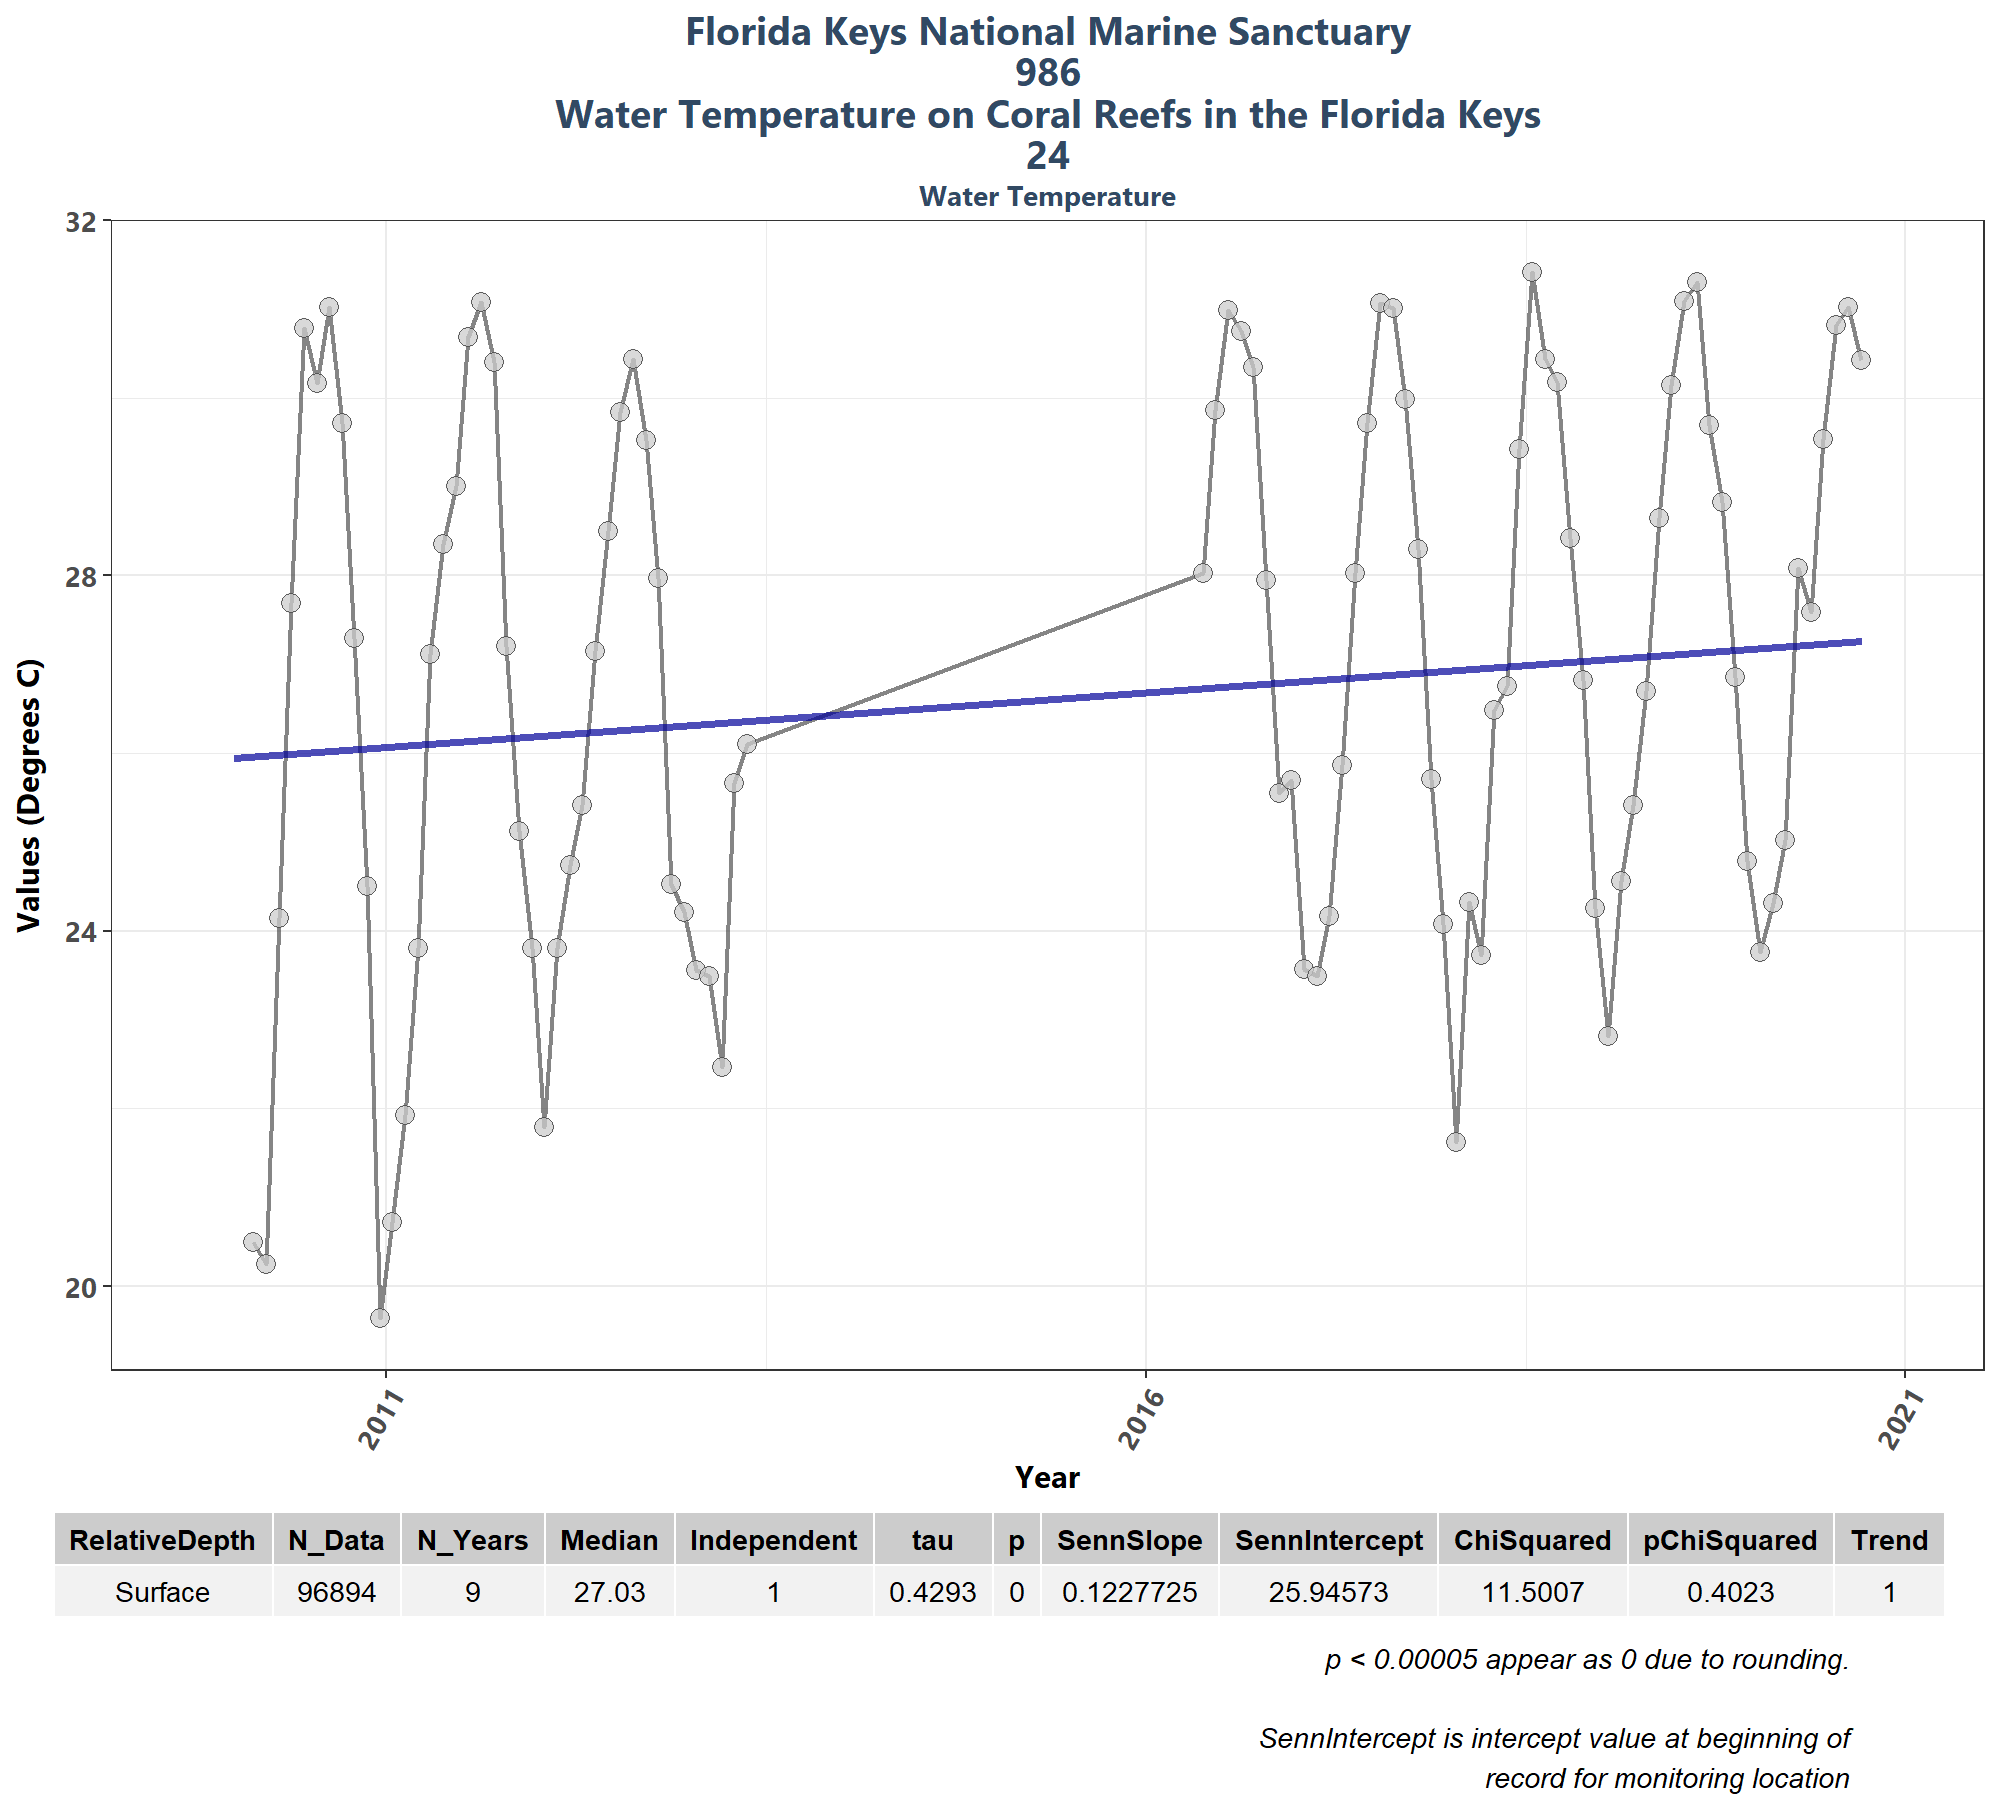 Florida Keys National Marine Sanctuary
986
Water Temperature on Coral Reefs in the Florida Keys
24
Water Temperature
32
28
24
20
Values (Degrees C)
2011
2016
2021
Year
RelativeDepth N_Data N_Years Median Independent tau p SennSlope SennIntercept ChiSquared pChiSquared Trend
Surface 96894 9 27.03 1 0.4293 0 0.1227725 25.94573 11.5007 0.4023 1
p < 0.00005 appear as 0 due to rounding.
SennIntercept is intercept value at beginning of
record for monitoring location